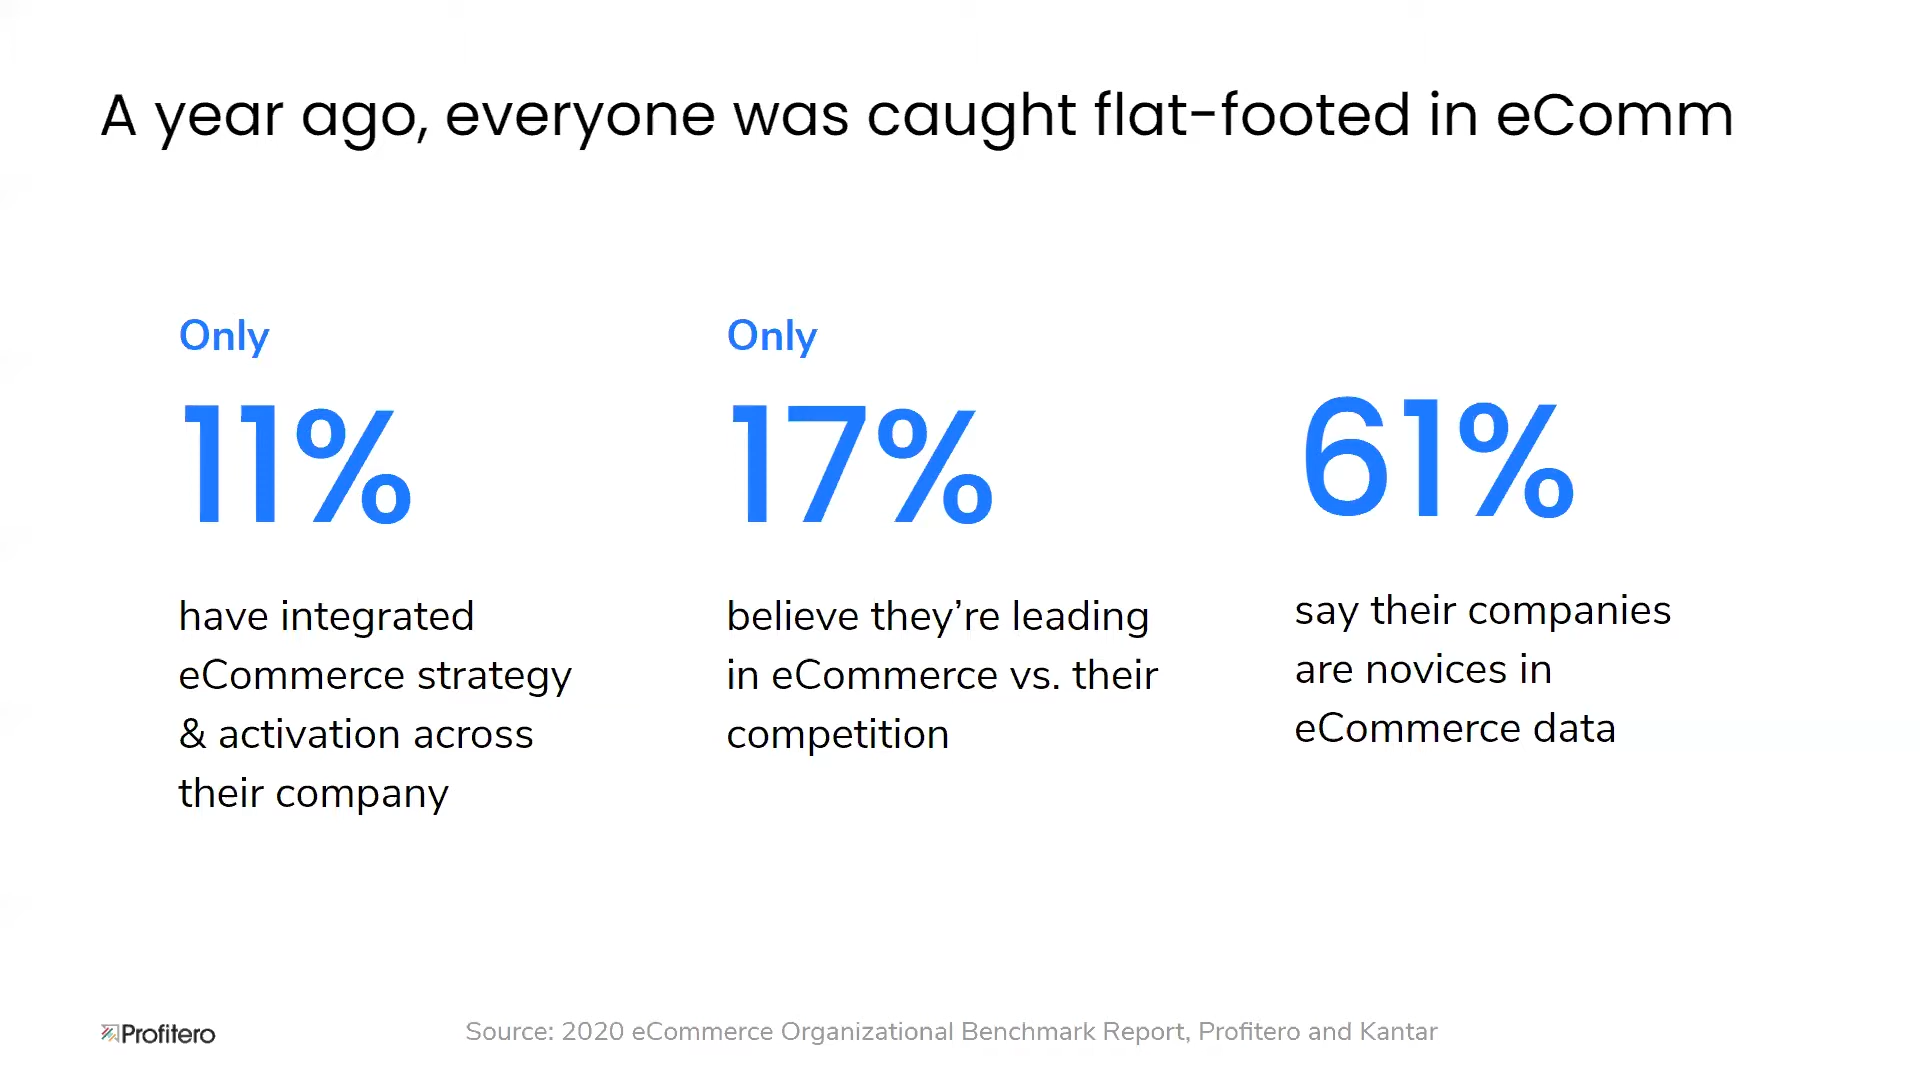 A year ago, everyone was caught flat-footed in eComm
Only
11%
have integrated
eCommerce strategy
& activation across
their company
Only
17%
believe they’re leading
in eCommerce vs. their
competition
61%
say their companies
are novices in
eCommerce data
Profitero
Source: 2020 eCommerce Organizational Benchmark Report, Profitero and Kantar